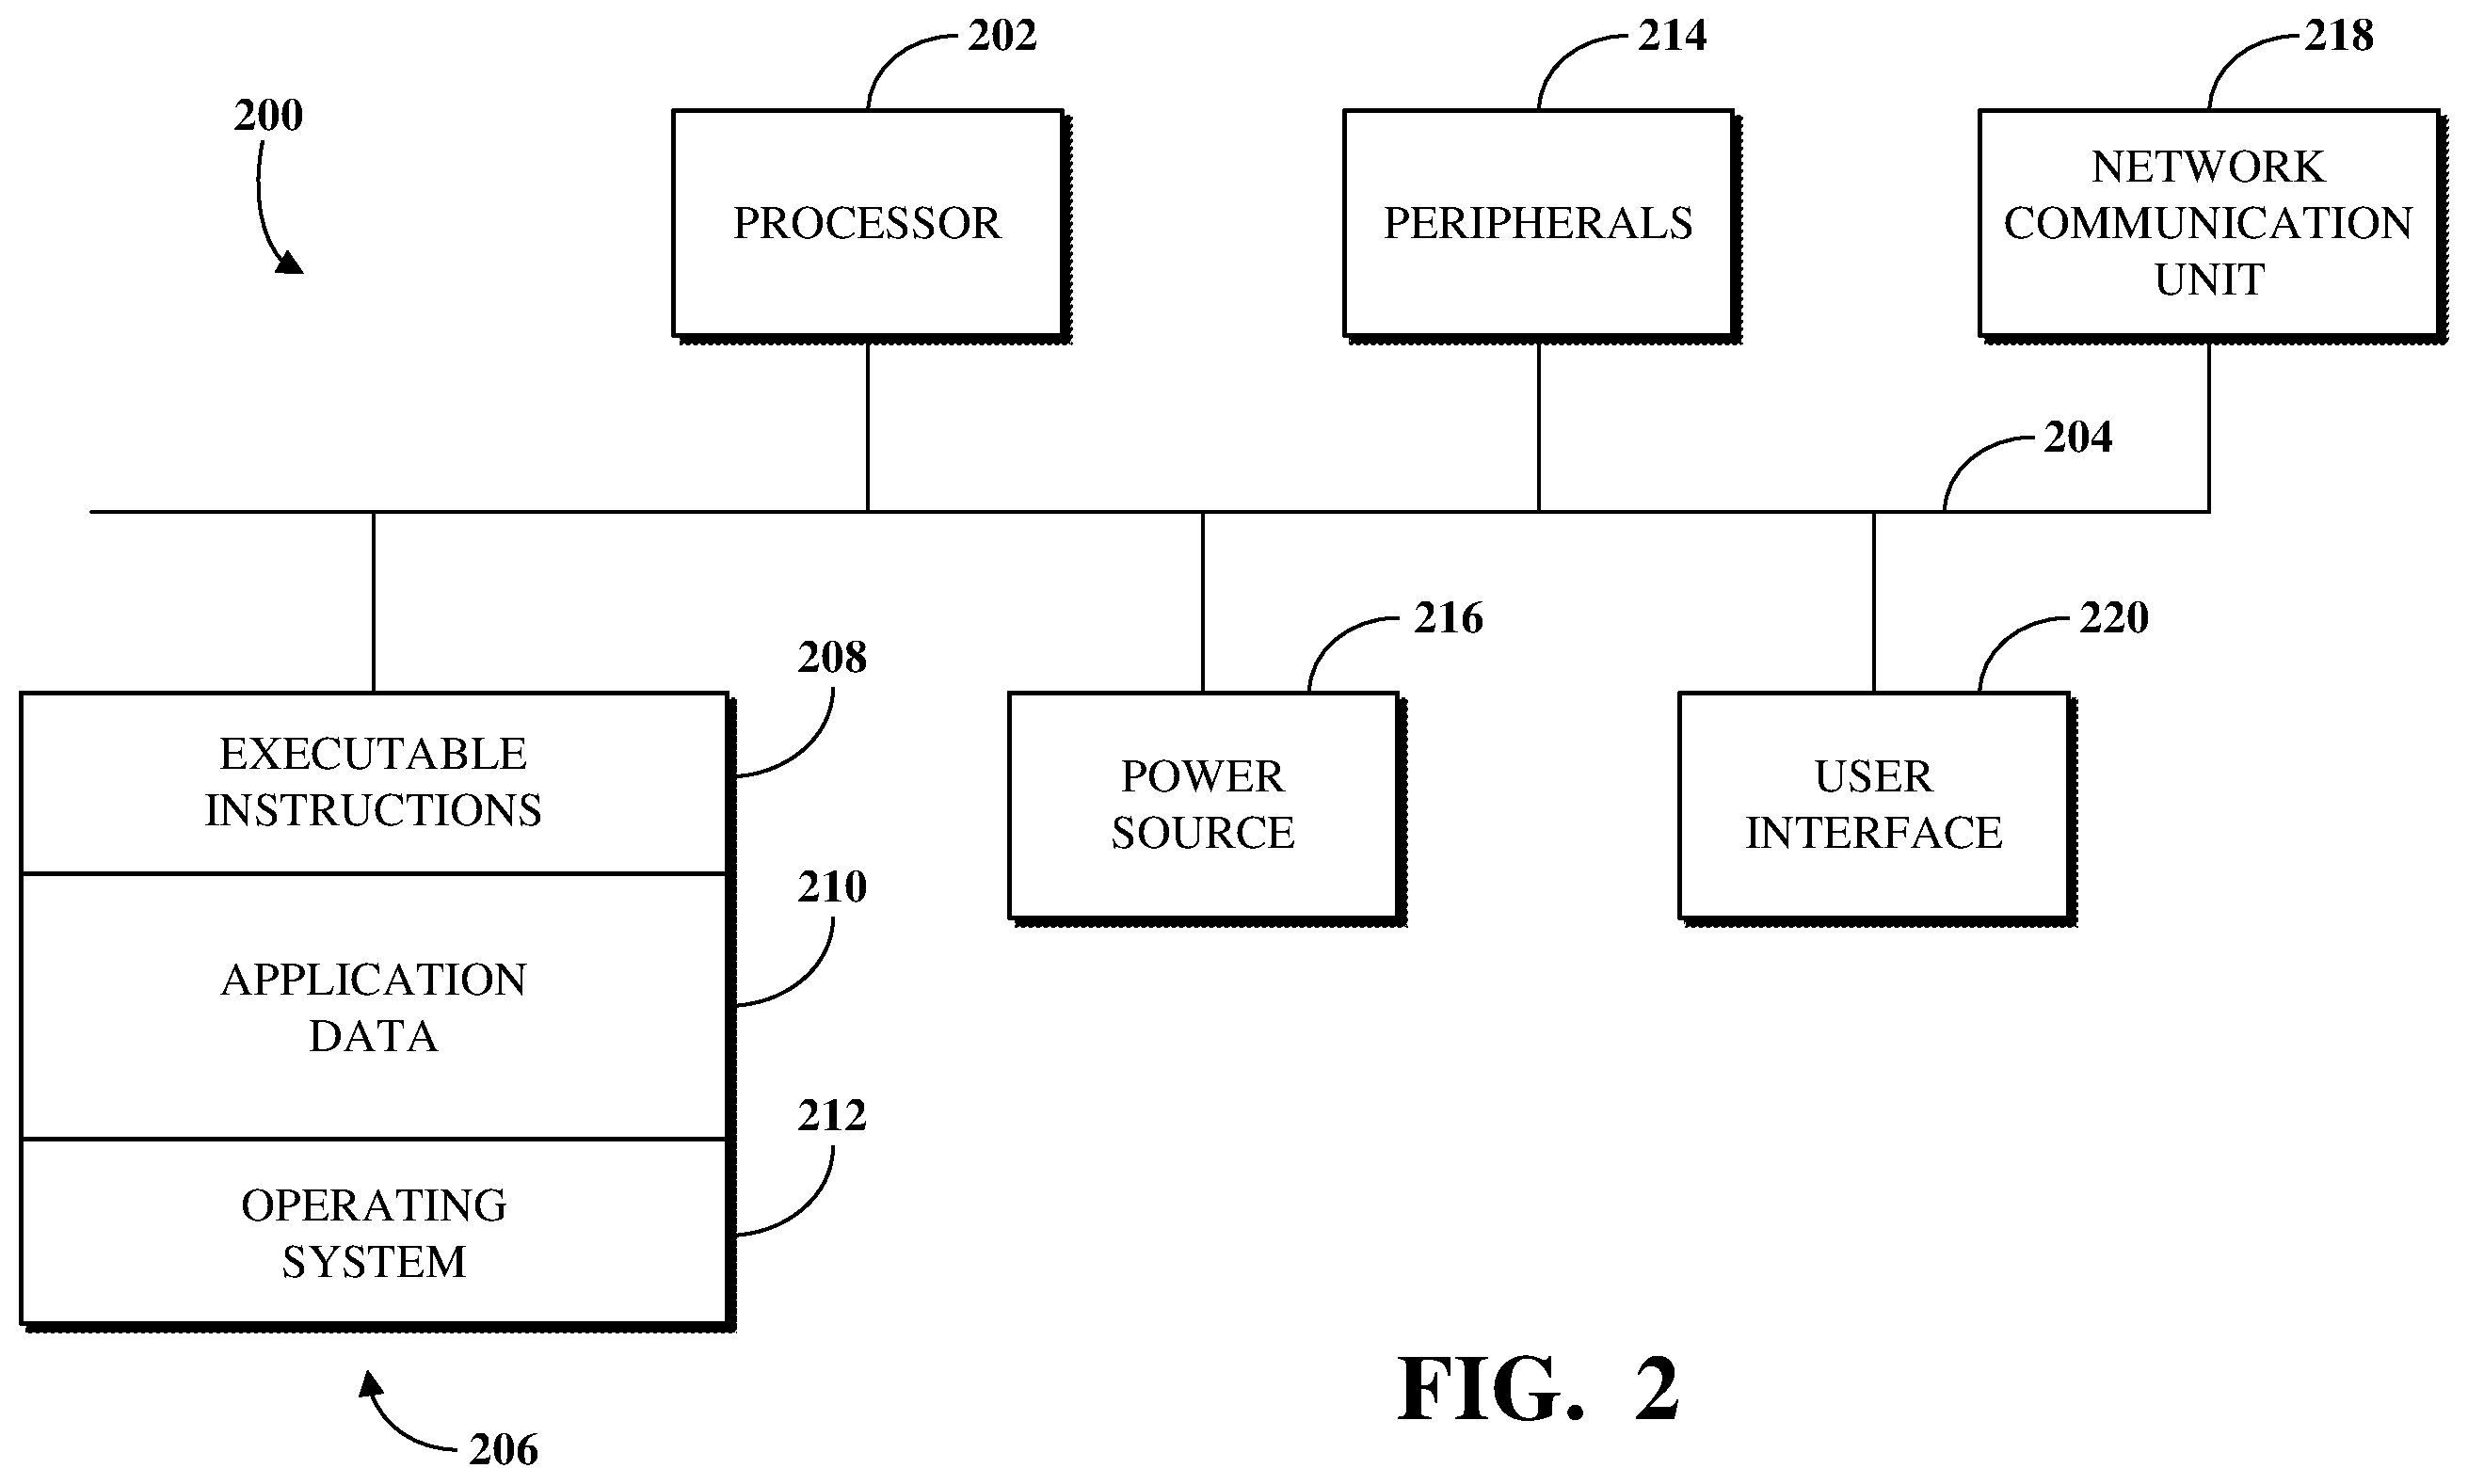 202
214
218
200
PROCESSOR
PERIPHERALS
NETWORK
COMMUNICATION
UNIT
204
216
220
208
EXECUTABLE
INSTRUCTIONS
POWER
SOURCE
USER
INTERFACE
210
APPLICATION
DATA
212
OPERATING
SYSTEM
206
FIG. 2